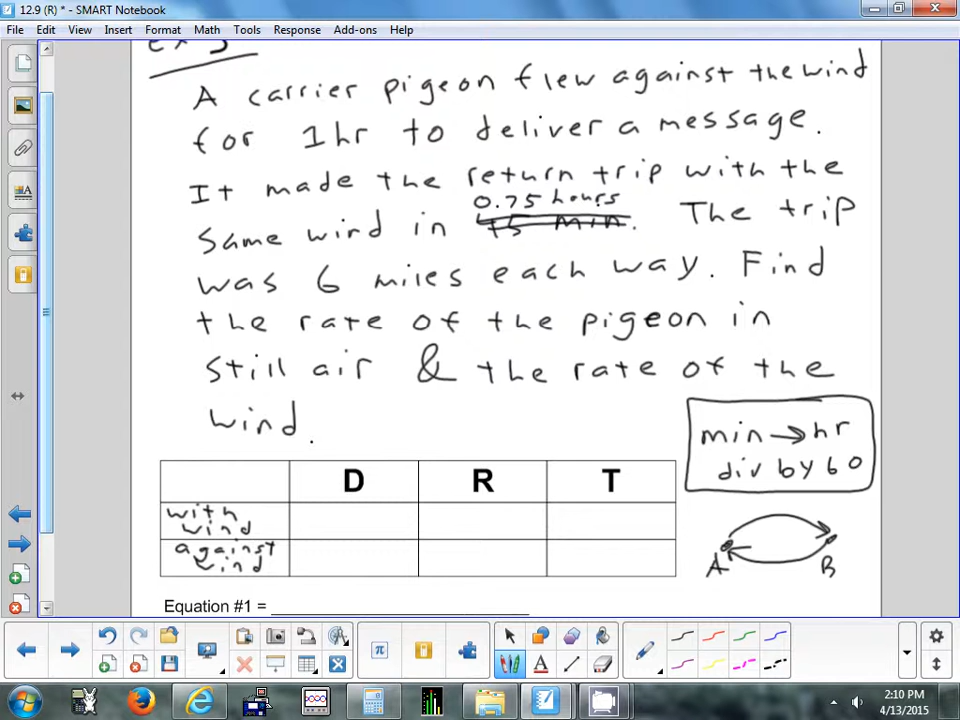 12.9 (R) * - SMART Notebook
File Edit View Insert Format Math Tools Response Add-ons Help
Ex 3
A carrier pigeon flew against the wind
for 1hr to deliver a message.
It made the return trip with the
0.75 hours
same wind in 45 min. The trip
was 6 miles each way. Find
the rate of the pigeon in
still air & the rate of the
wind.
min → hr
div by 60
D R T
with
wind
against
wind
A B
Equation #1 = ____________________
2:10 PM
4/13/2015